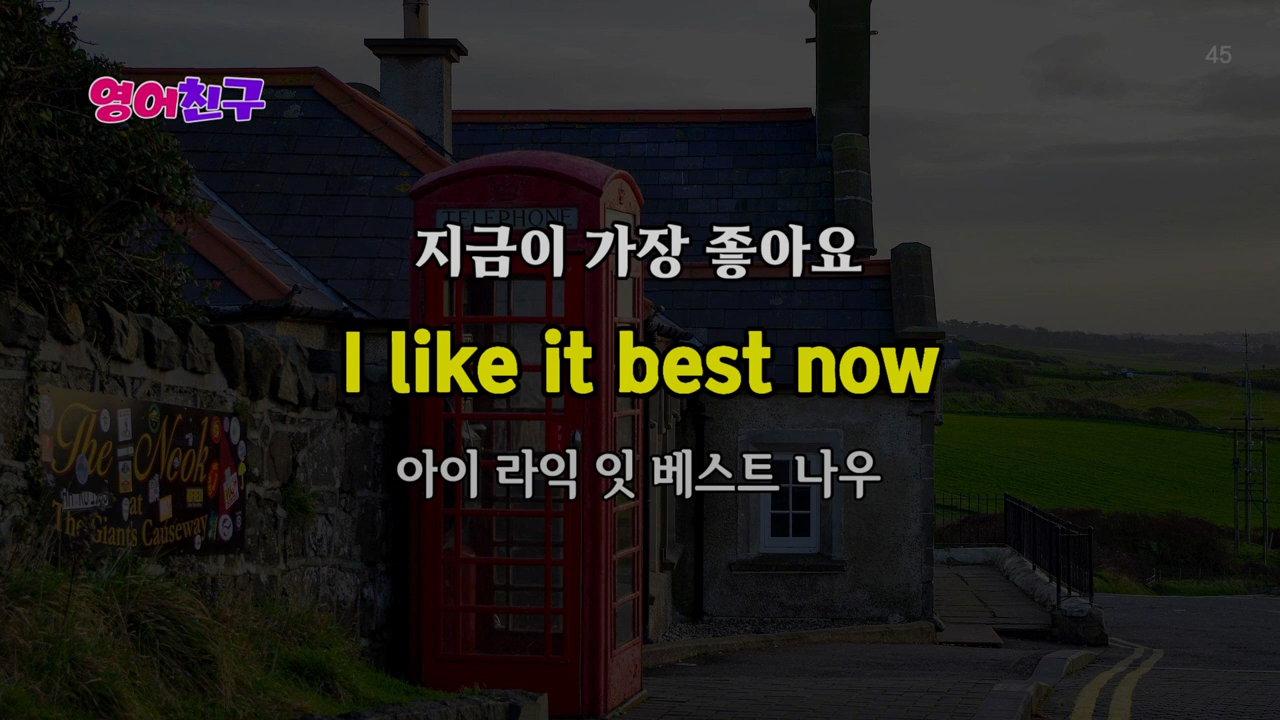 45
영어친구
TELEPHONE
지금이 가장 좋아요
I like it best now
아이 라익 잇 베스트 나우
The Nook
at
The Giants Causeway